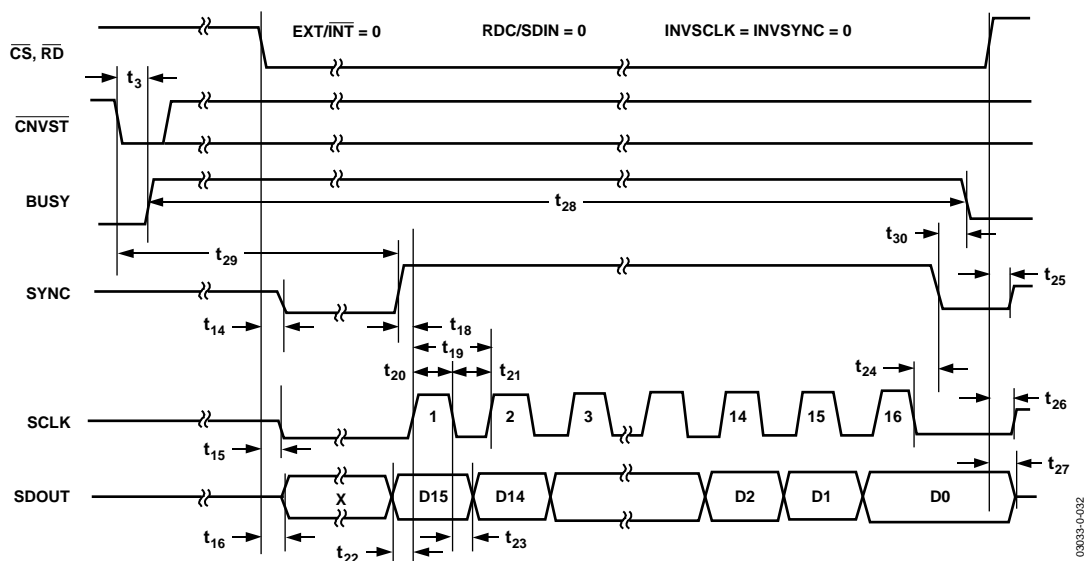 EXT/INT = 0 RDC/SDIN = 0 INVSCLK = INVSYNC = 0
CS, RD
t3
CNVST
BUSY
t28
t30
t29
t25
SYNC
t14
t18
t19
t20 t21
t24
t26
SCLK 1 2 3 14 15 16
t15
t27
SDOUT X D15 D14 D2 D1 D0
t16
t22
t23
03033-0-032